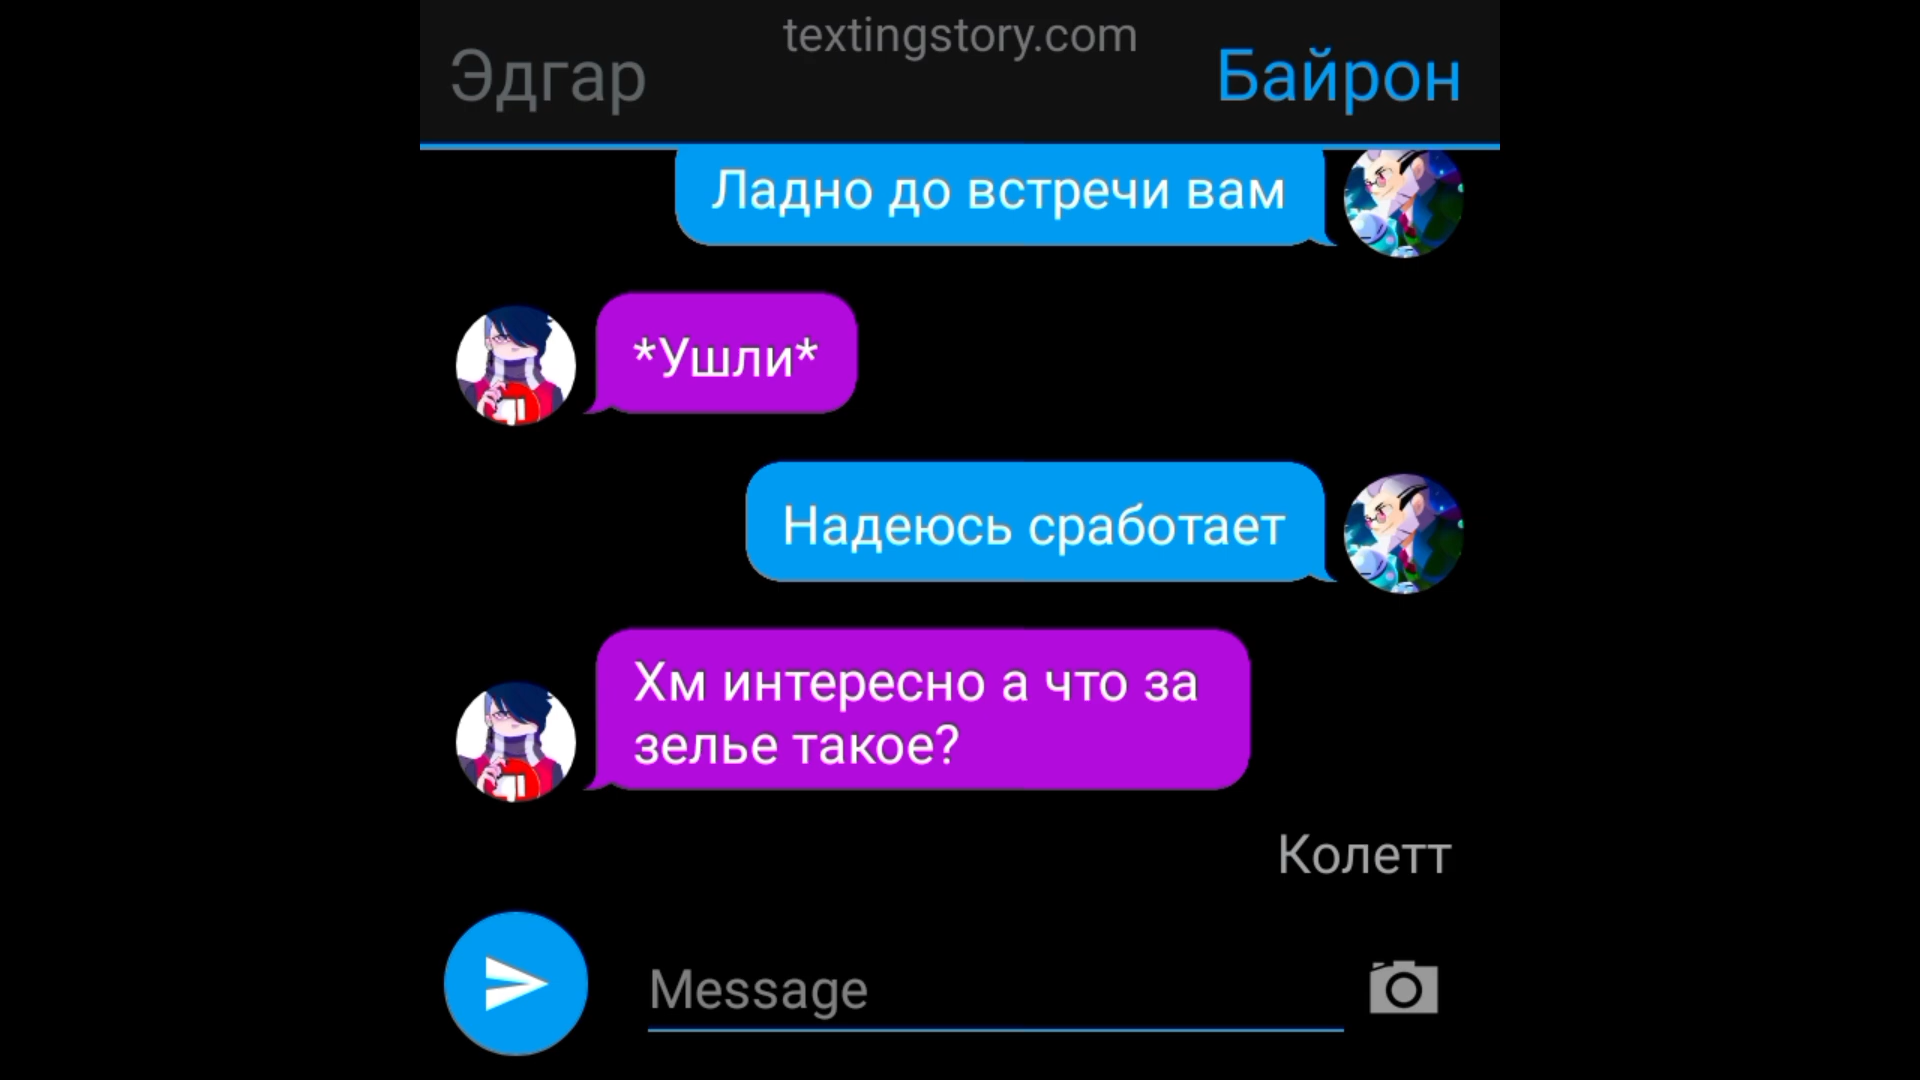 textingstory.com
Эдгар
Байрон
Ладно до встречи вам
*Ушли*
Надеюсь сработает
Хм интересно а что за
зелье такое?
Колетт
Message